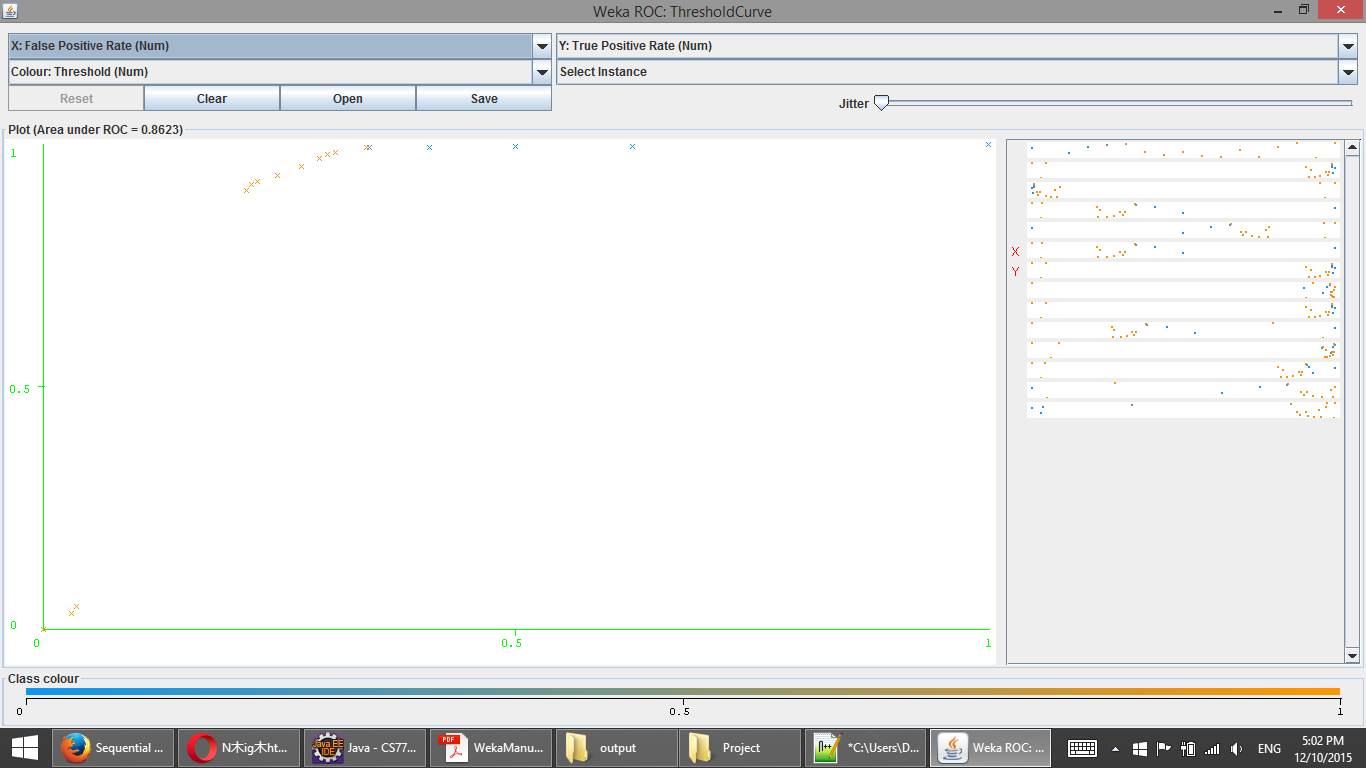 Weka ROC: ThresholdCurve
X: False Positive Rate (Num)
Y: True Positive Rate (Num)
Colour: Threshold (Num)
Select Instance
Reset Clear Open Save
Jitter
Plot (Area under ROC = 0.8623)
1
0.5
0
0 0.5 1
X
Y
Class colour
0 0.5 1
Sequential ...
N木ig木ht...
Java - CS77...
WekaManu...
output
Project
*C:\Users\D...
Weka ROC: ...
ENG
5:02 PM
12/10/2015
Java EE
IDE
PDF